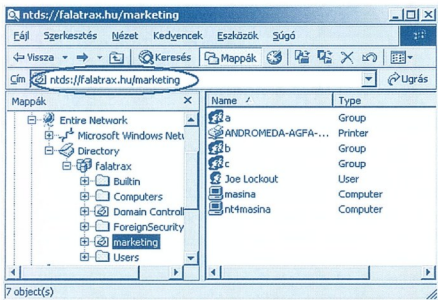 ntds://falatrax.hu/marketing
Fájl Szerkesztés Nézet Kedvencek Eszközök Súgó
Vissza Keresés Mappák
Cím ntds://falatrax.hu/marketing Ugrás
Mappák
Entire Network
Microsoft Windows Netw
Directory
falatrax
Builtin
Computers
Domain Controll
ForeignSecurity
marketing
Users
Name Type
a Group
ANDROMEDA-AGFA-... Printer
b Group
c Group
Joe Lockout User
masina Computer
nt4masina Computer
7 object(s)